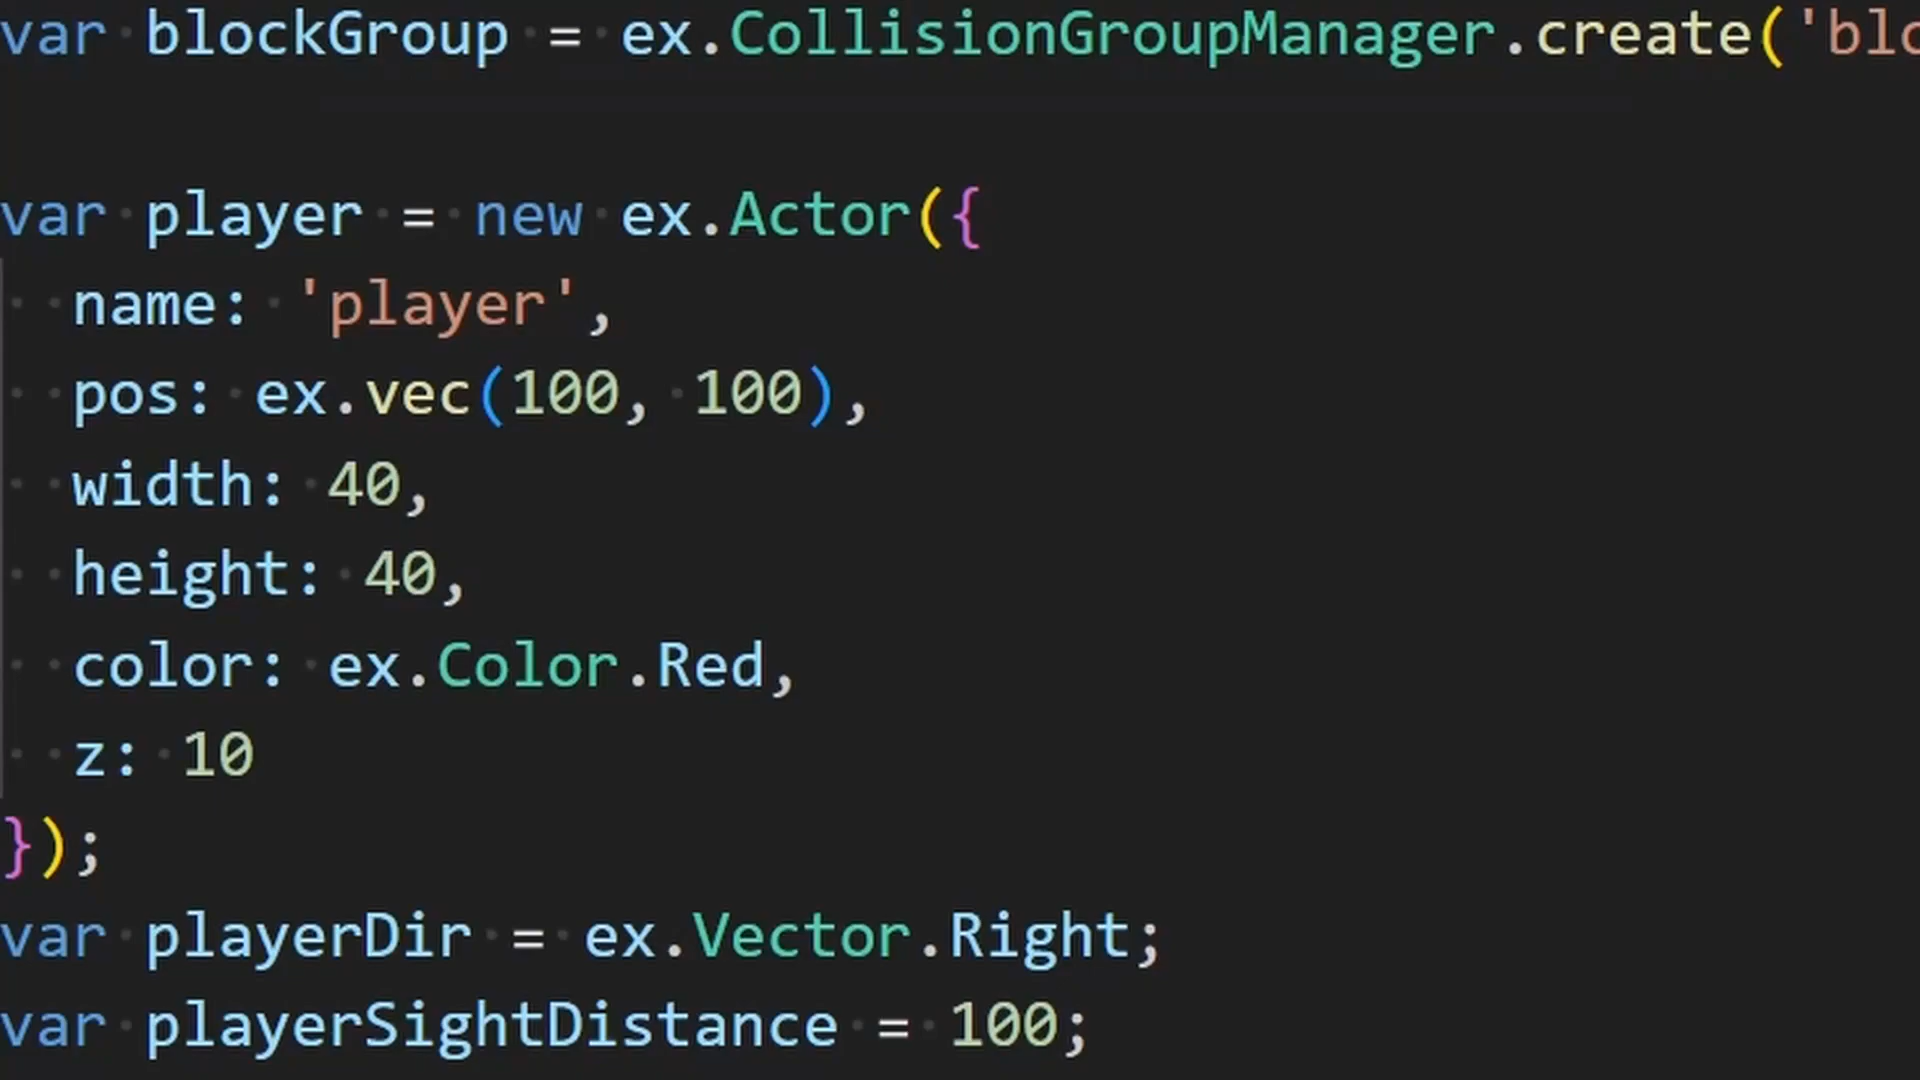 var blockGroup = ex.CollisionGroupManager.create('blo
var player = new ex.Actor({
  name: 'player',
  pos: ex.vec(100, 100),
  width: 40,
  height: 40,
  color: ex.Color.Red,
  z: 10
});
var playerDir = ex.Vector.Right;
var playerSightDistance = 100;